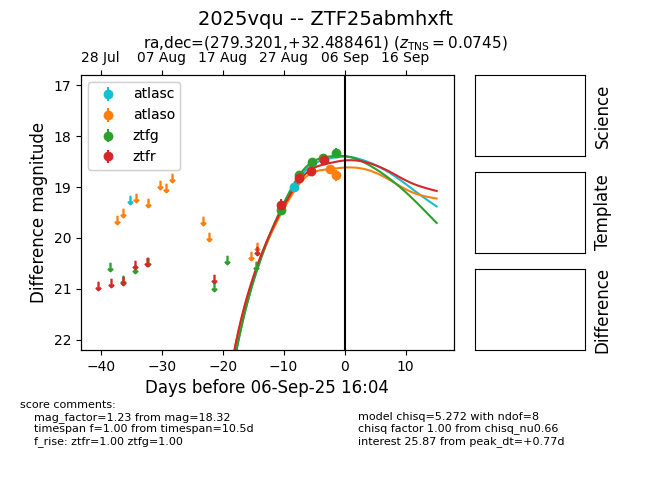 2025vqu -- ZTF25abmhxft
ra,dec=(279.3201,+32.488461) (z_TNS = 0.0745)
28 Jul 07 Aug 17 Aug 27 Aug 06 Sep 16 Sep
17
18
19
20
21
22
Difference magnitude
atlasc
atlaso
ztfg
ztfr
−40 −30 −20 −10 0 10
Days before 06-Sep-25 16:04
Science
Template
Difference
score comments:
mag_factor=1.23 from mag=18.32
timespan f=1.00 from timespan=10.5d
f_rise: ztfr=1.00 ztfg=1.00
model chisq=5.272 with ndof=8
chisq factor 1.00 from chisq_nu0.66
interest 25.87 from peak_dt=+0.77d